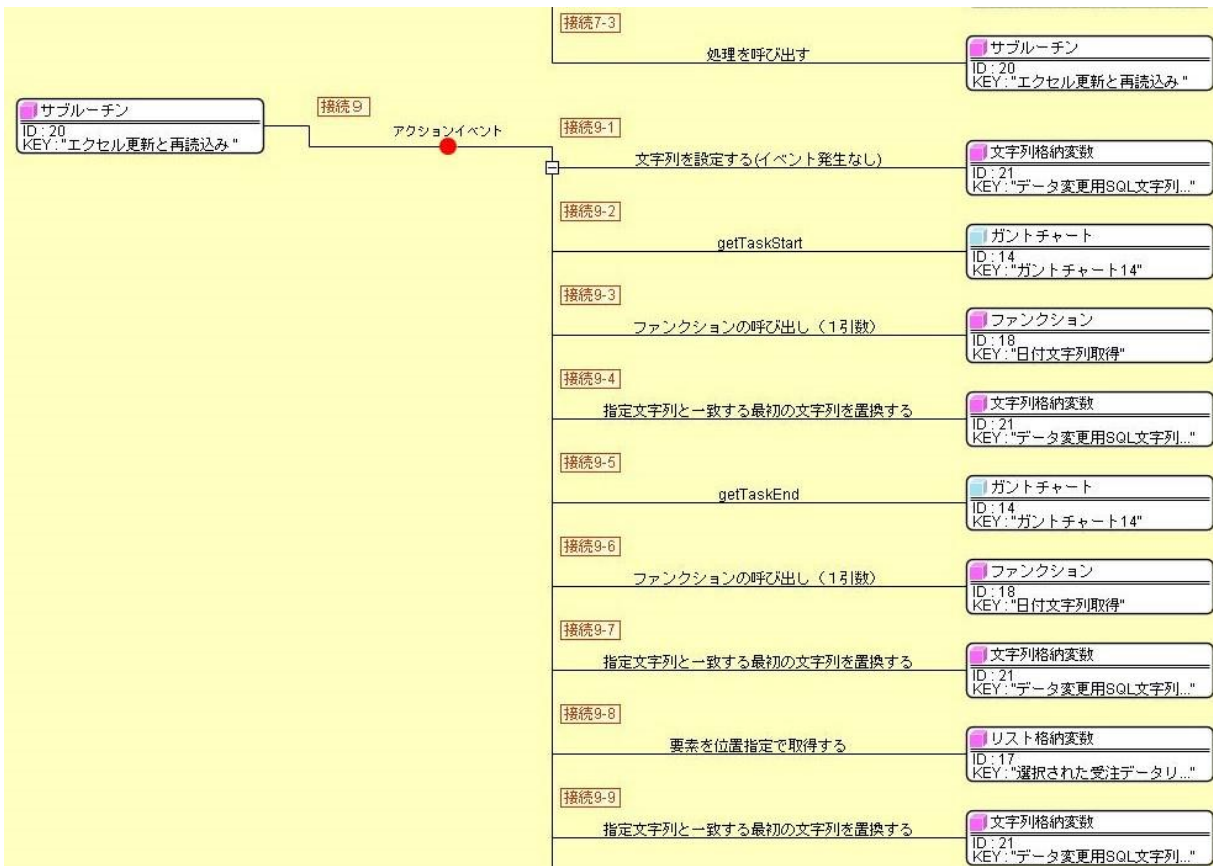 接続7-3
処理を呼び出す
サブルーチン
ID : 20
KEY : "エクセル更新と再読込み "
サブルーチン
ID : 20
KEY : "エクセル更新と再読込み "
接続９
アクションイベント
接続9-1
文字列を設定する(イベント発生なし)
文字列格納変数
ID : 21
KEY : "データ変更用SQL文字列..."
接続9-2
getTaskStart
ガントチャート
ID : 14
KEY : "ガントチャート14"
接続9-3
ファンクションの呼び出し（１引数）
ファンクション
ID : 18
KEY : "日付文字列取得"
接続9-4
指定文字列と一致する最初の文字列を置換する
文字列格納変数
ID : 21
KEY : "データ変更用SQL文字列..."
接続9-5
getTaskEnd
ガントチャート
ID : 14
KEY : "ガントチャート14"
接続9-6
ファンクションの呼び出し（１引数）
ファンクション
ID : 18
KEY : "日付文字列取得"
接続9-7
指定文字列と一致する最初の文字列を置換する
文字列格納変数
ID : 21
KEY : "データ変更用SQL文字列..."
接続9-8
要素を位置指定で取得する
リスト格納変数
ID : 17
KEY : "選択された受注データリ..."
接続9-9
指定文字列と一致する最初の文字列を置換する
文字列格納変数
ID : 21
KEY : "データ変更用SQL文字列..."